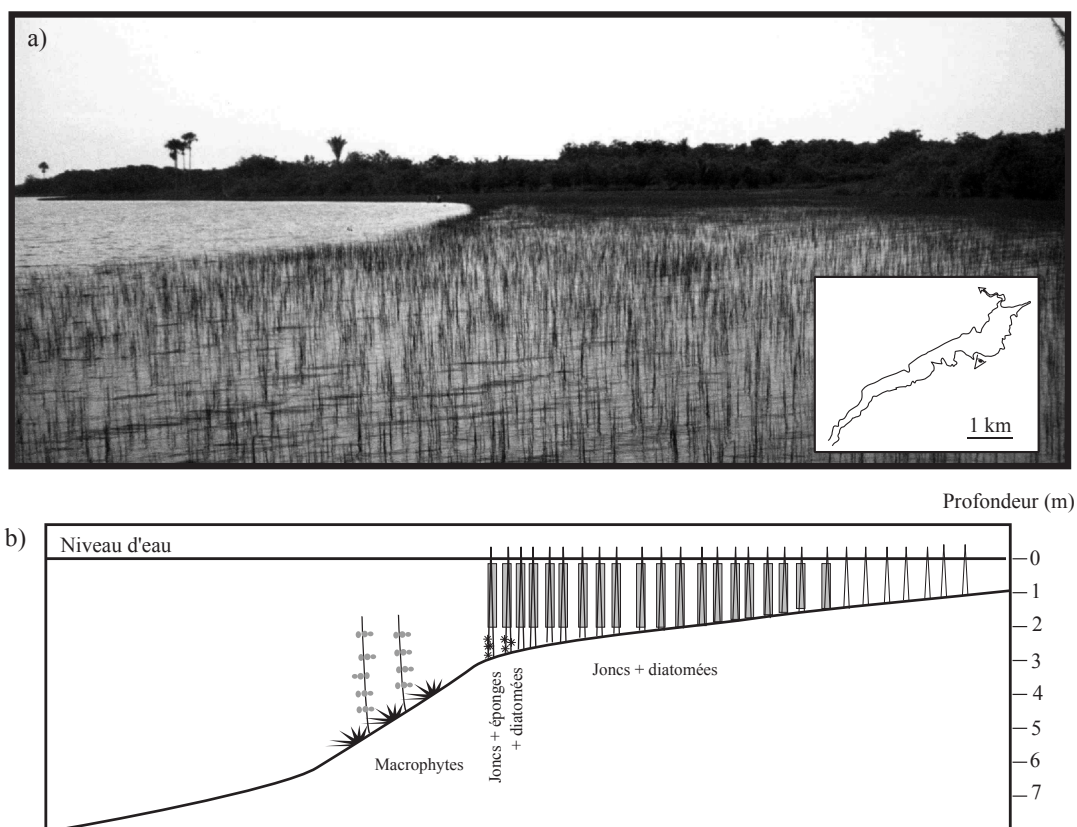 a)
1 km
Profondeur (m)
b)
Niveau d'eau
0
1
2
3
4
5
6
7
Joncs + diatomées
Joncs + éponges
+ diatomées
Macrophytes